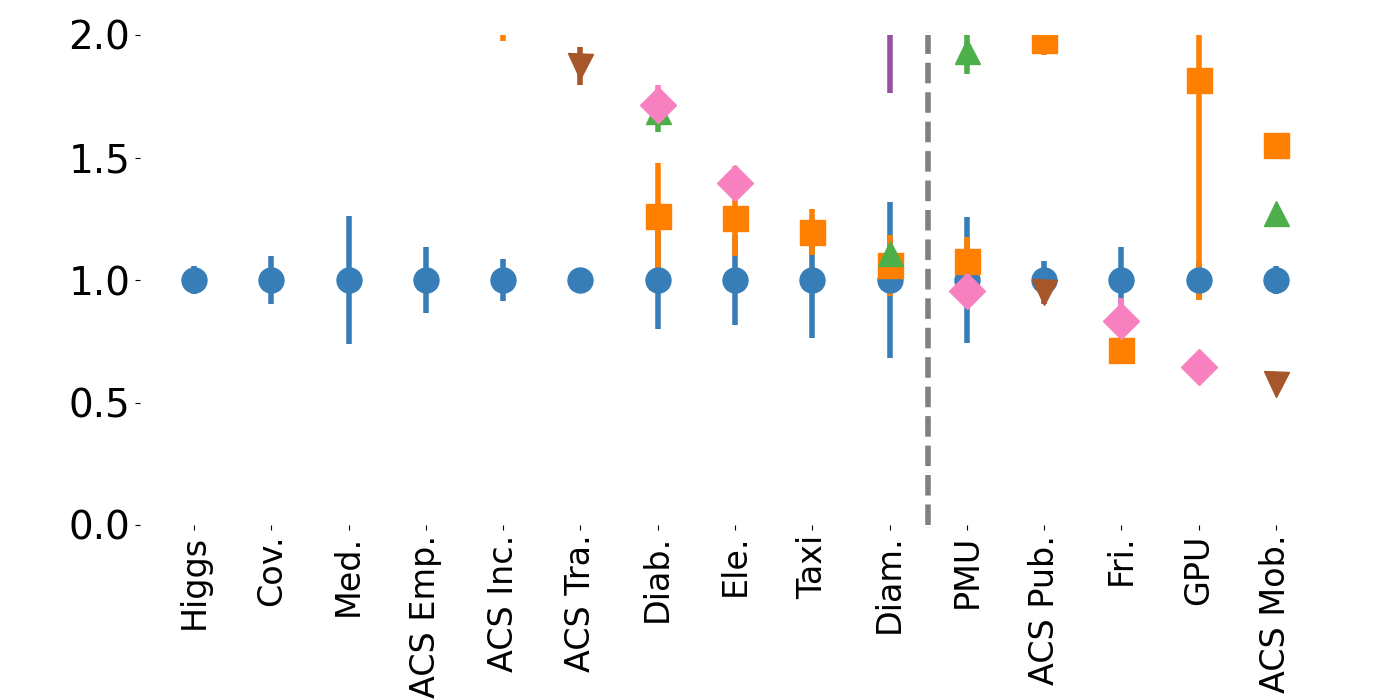 2.0
1.5
1.0
0.5
0.0
Higgs
Cov.
Med.
ACS Emp.
ACS Inc.
ACS Tra.
Diab.
Ele.
Taxi
Diam.
PMU
ACS Pub.
Fri.
GPU
ACS Mob.